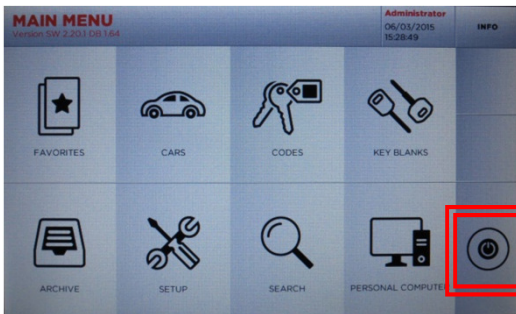 MAIN MENU
Version SW 2.20.1 DB 1.64
Administrator
06/03/2015
15:28:49
INFO
FAVORITES
CARS
CODES
KEY BLANKS
ARCHIVE
SETUP
SEARCH
PERSONAL COMPUTE